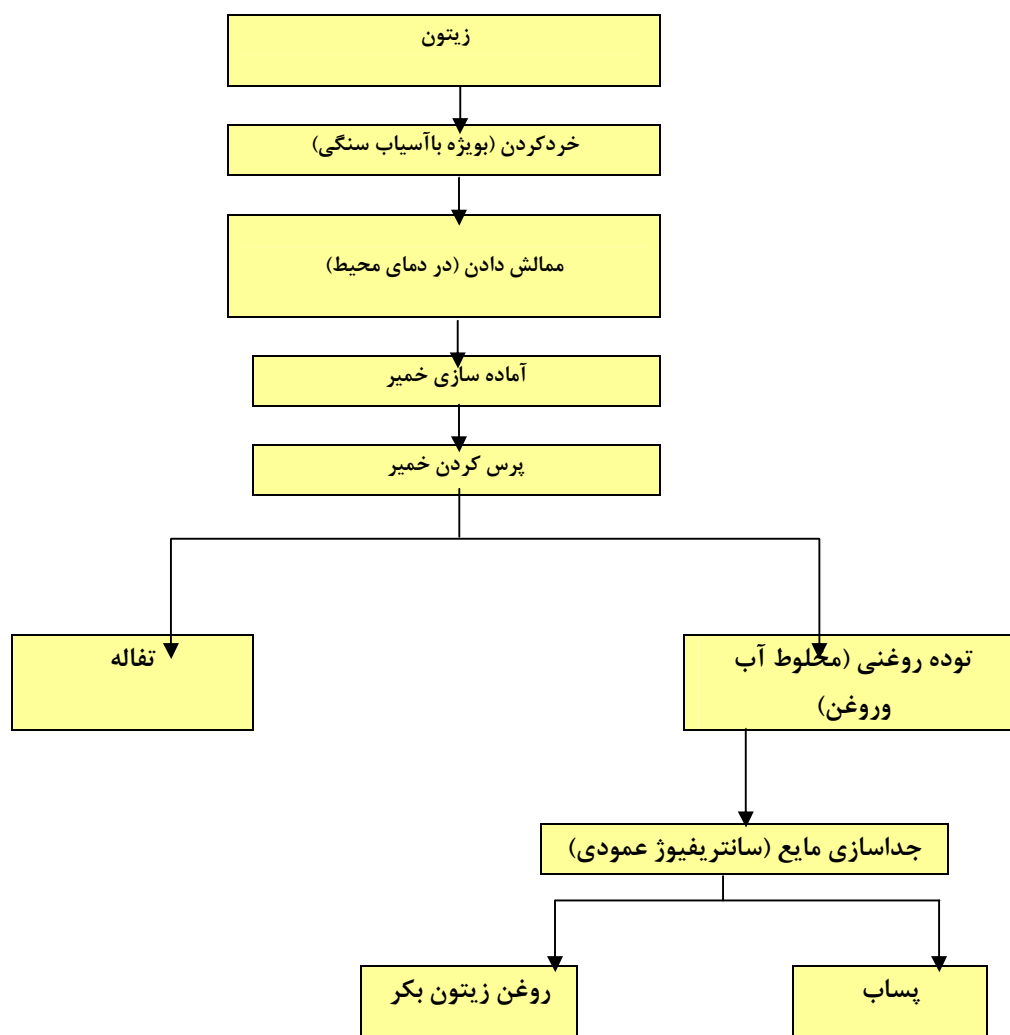 زیتون
خردکردن (بویژه باآسیاب سنگی)
ممالش دادن (در دمای محیط)
آماده سازی خمیر
پرس کردن خمیر
توده روغنی (مخلوط آب
وروغن)
تفاله
جداسازی مایع (سانتریفیوژ عمودی)
پساب
روغن زیتون بکر